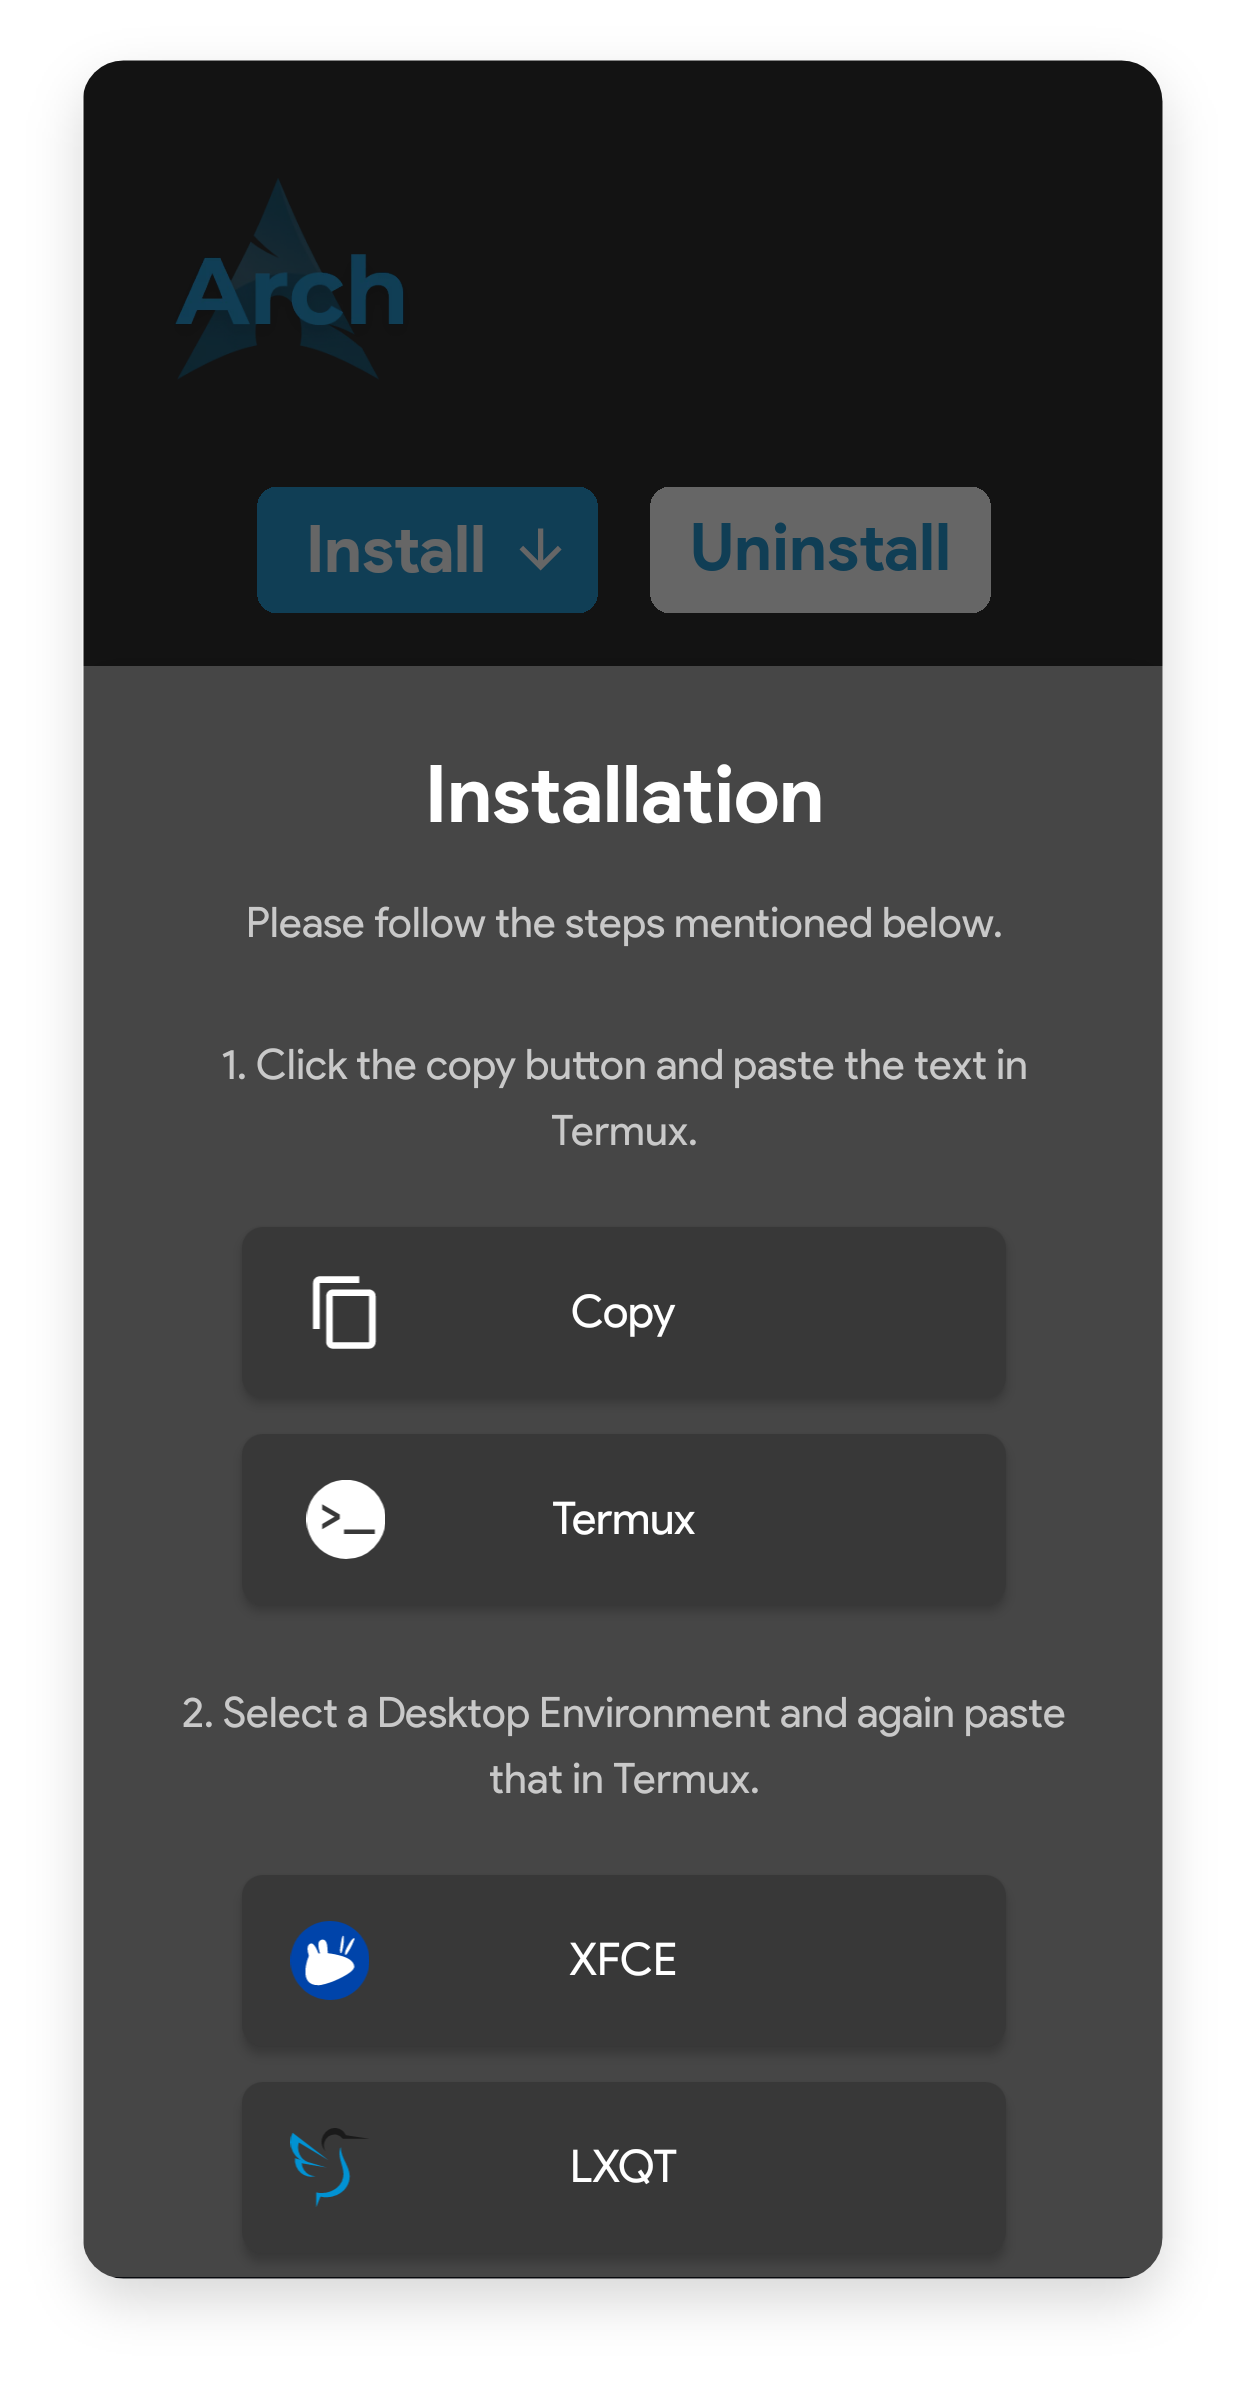 Arch
Install
Uninstall
Installation
Please follow the steps mentioned below.
1. Click the copy button and paste the text in
Termux.
Copy
>_
Termux
2. Select a Desktop Environment and again paste
that in Termux.
XFCE
LXQT